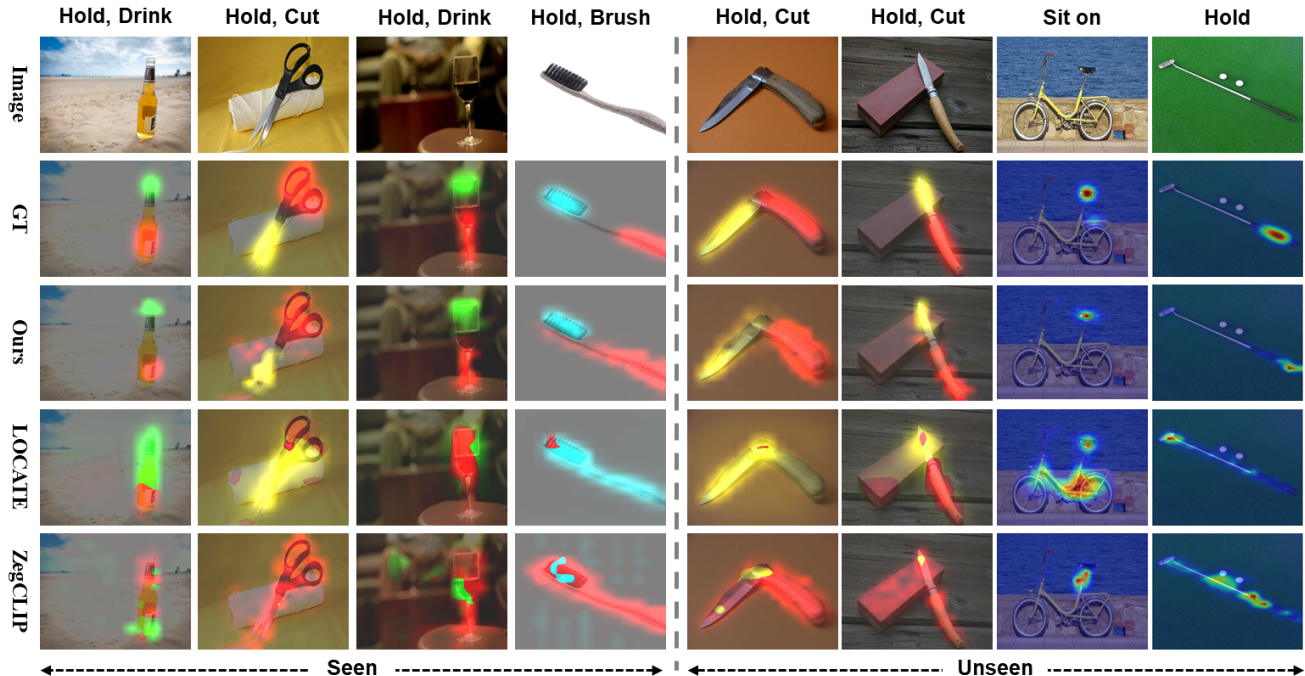 Hold, Drink
Hold, Cut
Hold, Drink
Hold, Brush
Hold, Cut
Hold, Cut
Sit on
Hold
Image
GT
Ours
LOCATE
ZegCLIP
Seen
Unseen